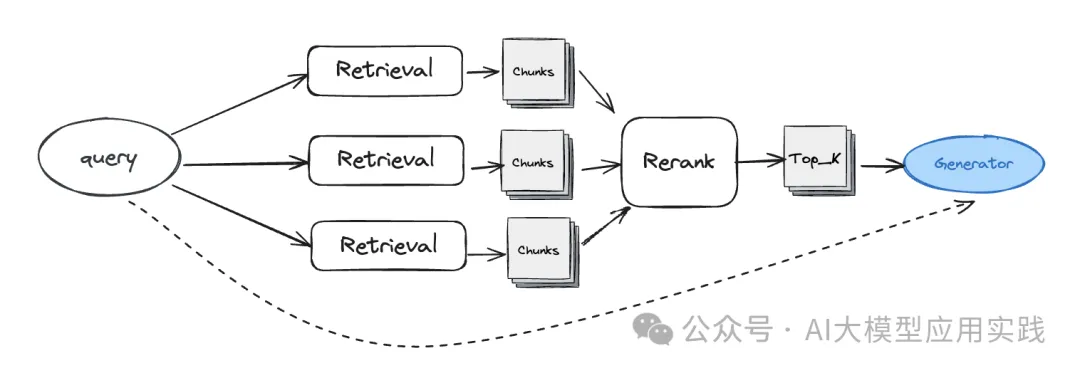 Retrieval
Chunks
query
Retrieval
Chunks
Rerank
Top_K
Generator
Retrieval
Chunks
公众号 · AI大模型应用实践